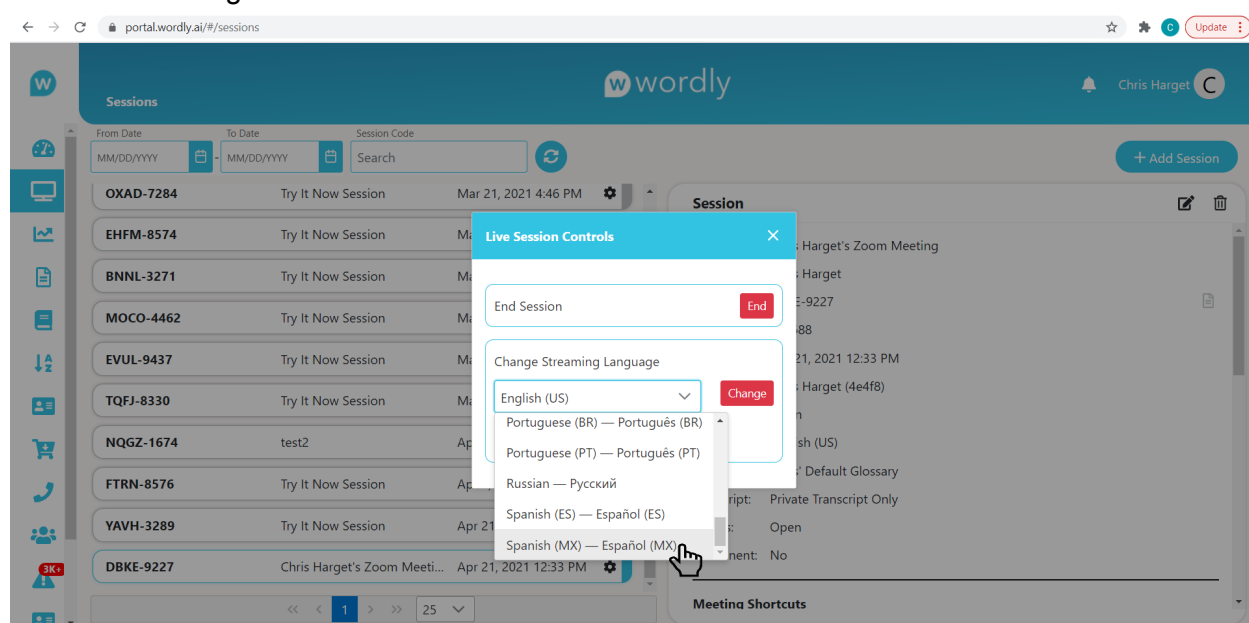 portal.wordly.ai/#/sessions
C
Update
w
w wordly
Chris Harget
C
Sessions
From Date
To Date
Session Code
MM/DD/YYYY
-
MM/DD/YYYY
Search
+ Add Session
OXAD-7284 Try It Now Session Mar 21, 2021 4:46 PM
EHFM-8574 Try It Now Session
BNNL-3271 Try It Now Session
MOCO-4462 Try It Now Session
EVUL-9437 Try It Now Session
TQFJ-8330 Try It Now Session
NQGZ-1674 test2
FTRN-8576 Try It Now Session
YAVH-3289 Try It Now Session Apr 21
DBKE-9227 Chris Harget's Zoom Meeti... Apr 21, 2021 12:33 PM
3K+
A
Z
<< < 1 > >> 25
Live Session Controls
End Session
End
Change Streaming Language
English (US)
Change
Portuguese (BR) — Português (BR)
Portuguese (PT) — Português (PT)
Russian — Русский
Spanish (ES) — Español (ES)
Spanish (MX) — Español (MX)
Session
Harget's Zoom Meeting
Harget
-9227
21, 2021 12:33 PM
Harget (4e4f8)
sh (US)
' Default Glossary
ript: Private Transcript Only
Open
nent: No
Meeting Shortcuts